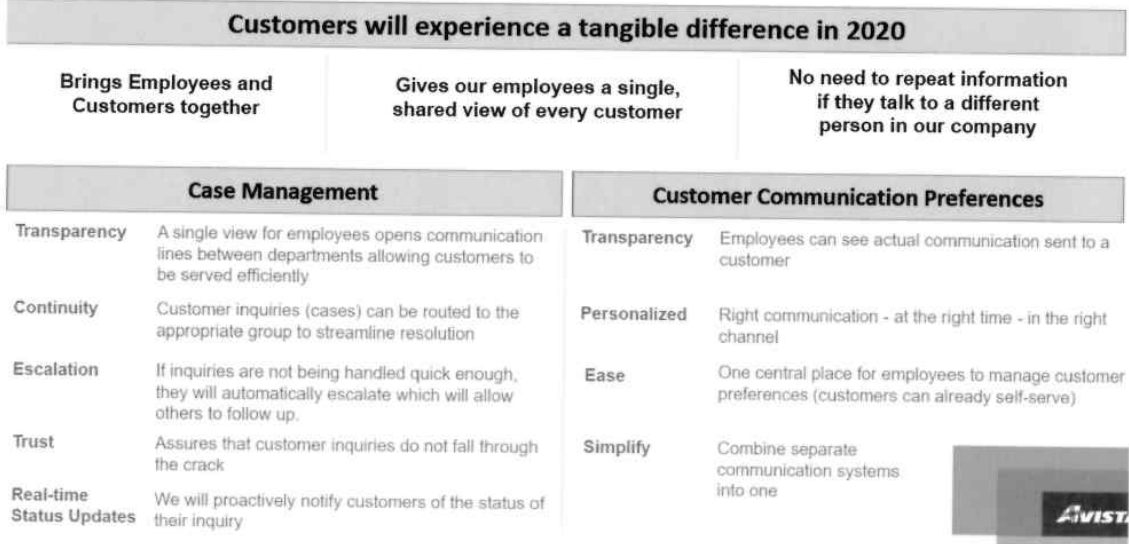 Customers will experience a tangible difference in 2020
Brings Employees and
Customers together
Gives our employees a single,
shared view of every customer
No need to repeat information
if they talk to a different
person in our company
Case Management
Transparency
A single view for employees opens communication
lines between departments allowing customers to
be served efficiently
Continuity
Customer inquiries (cases) can be routed to the
appropriate group to streamline resolution
Escalation
If inquiries are not being handled quick enough,
they will automatically escalate which will allow
others to follow up.
Trust
Assures that customer inquiries do not fall through
the crack
Real-time
Status Updates
We will proactively notify customers of the status of
their inquiry
Customer Communication Preferences
Transparency
Employees can see actual communication sent to a
customer
Personalized
Right communication - at the right time - in the right
channel
Ease
One central place for employees to manage customer
preferences (customers can already self-serve)
Simplify
Combine separate
communication systems
into one
AVISTA